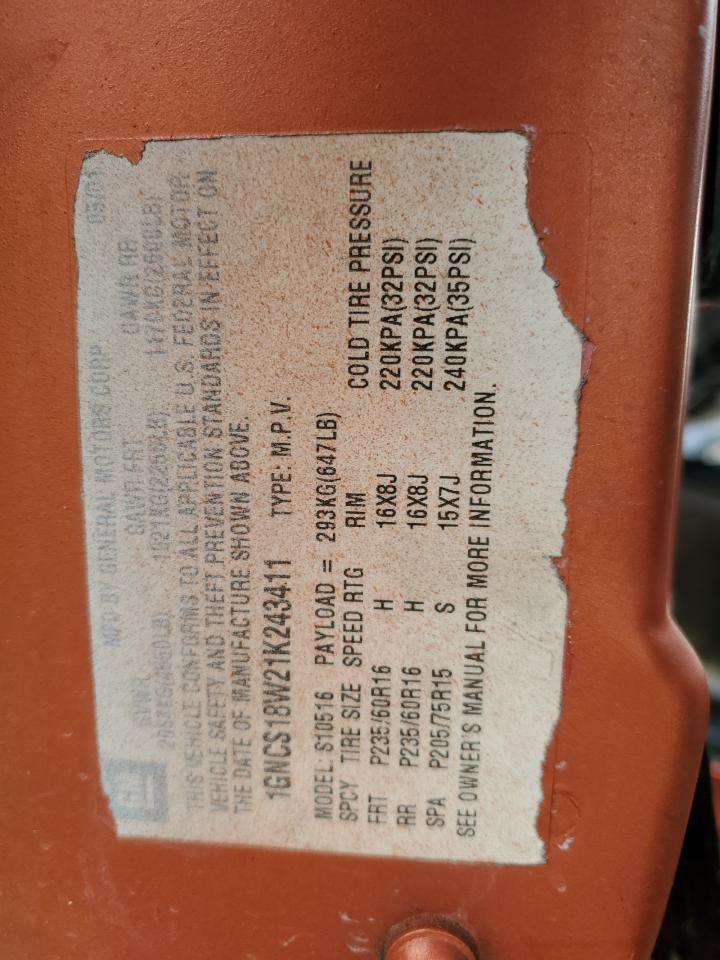 MFD BY GENERAL MOTORS CORP 03/01
GVWR GAWR FRT GAWR RR
THIS VEHICLE CONFORMS TO ALL APPLICABLE U.S. FEDERAL MOTOR
VEHICLE SAFETY AND THEFT PREVENTION STANDARDS IN EFFECT ON
THE DATE OF MANUFACTURE SHOWN ABOVE.
1GNCS18W21K243411 TYPE: M.P.V.
MODEL: S10516 PAYLOAD = 293KG(647LB)
SPCY TIRE SIZE SPEED RTG RIM COLD TIRE PRESSURE
FRT P235/60R16 H 16X8J 220KPA(32PSI)
RR P235/60R16 H 16X8J 220KPA(32PSI)
SPA P205/75R15 S 15X7J 240KPA(35PSI)
SEE OWNER'S MANUAL FOR MORE INFORMATION.